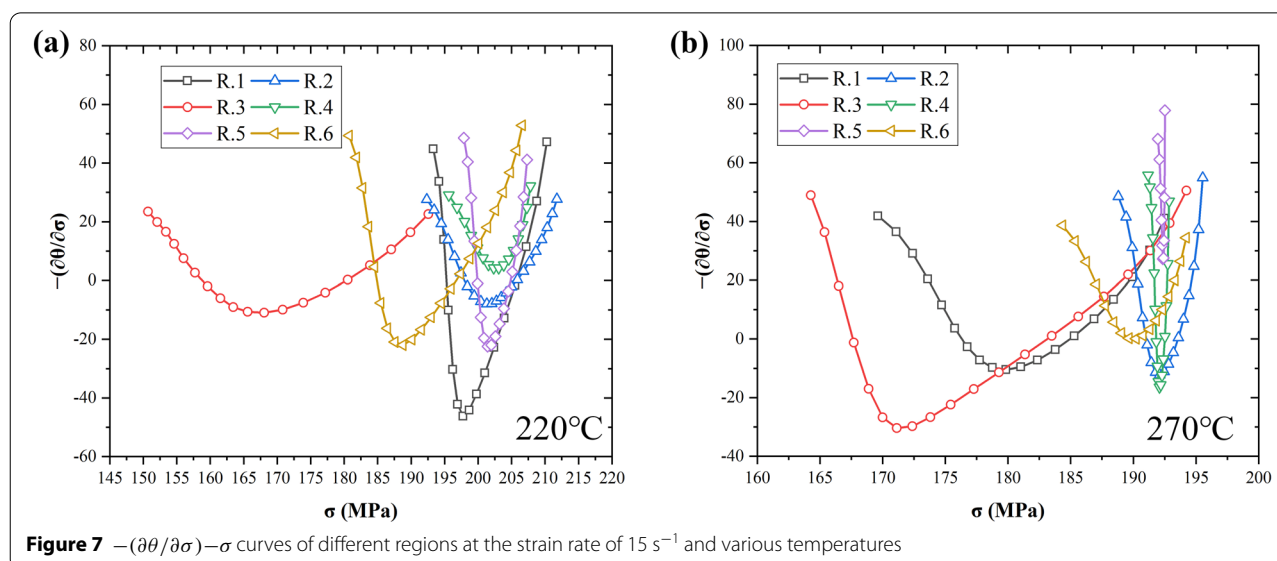 (a)
80
60
40
20
0
-20
-40
-60
−(∂θ/∂σ)
R.1 R.2
R.3 R.4
R.5 R.6
220℃
145 150 155 160 165 170 175 180 185 190 195 200 205 210 215 220
σ (MPa)
(b)
100
80
60
40
20
0
-20
-40
−(∂θ/∂σ)
R.1 R.2
R.3 R.4
R.5 R.6
270℃
160 165 170 175 180 185 190 195 200
σ (MPa)
Figure 7 −(∂θ/∂σ)−σ curves of different regions at the strain rate of 15 s⁻¹ and various temperatures